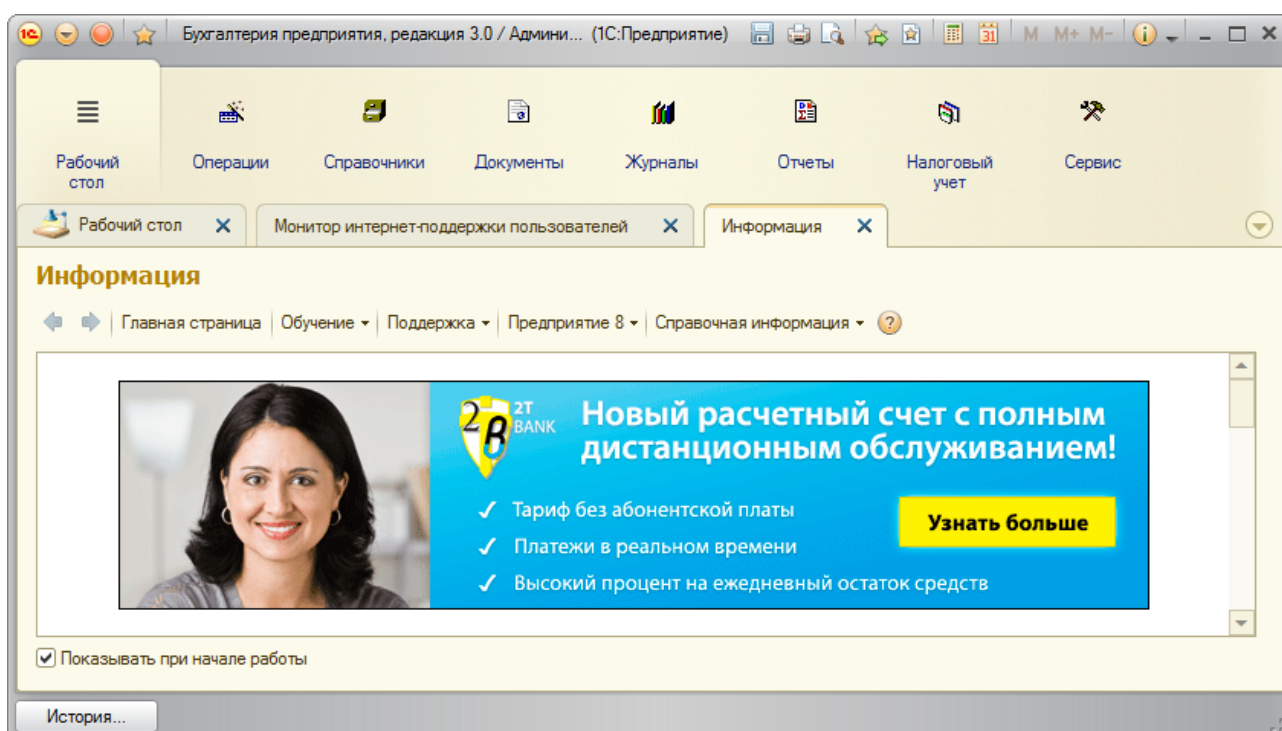 Бухгалтерия предприятия, редакция 3.0 / Админи... (1С:Предприятие)
31
M M+ M-
Рабочий стол
Операции
Справочники
Документы
Журналы
Отчеты
Налоговый учет
Сервис
Рабочий стол
Монитор интернет-поддержки пользователей
Информация
Информация
Главная страница
Обучение
Поддержка
Предприятие 8
Справочная информация
?
2T
BANK
Новый расчетный счет с полным
дистанционным обслуживанием!
Тариф без абонентской платы
Платежи в реальном времени
Высокий процент на ежедневный остаток средств
Узнать больше
Показывать при начале работы
История...